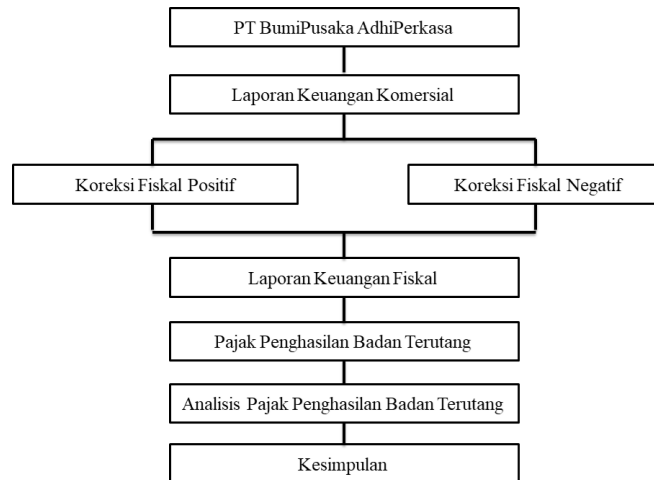 PT BumiPusaka AdhiPerkasa
Laporan Keuangan Komersial
Koreksi Fiskal Positif
Koreksi Fiskal Negatif
Laporan Keuangan Fiskal
Pajak Penghasilan Badan Terutang
Analisis Pajak Penghasilan Badan Terutang
Kesimpulan